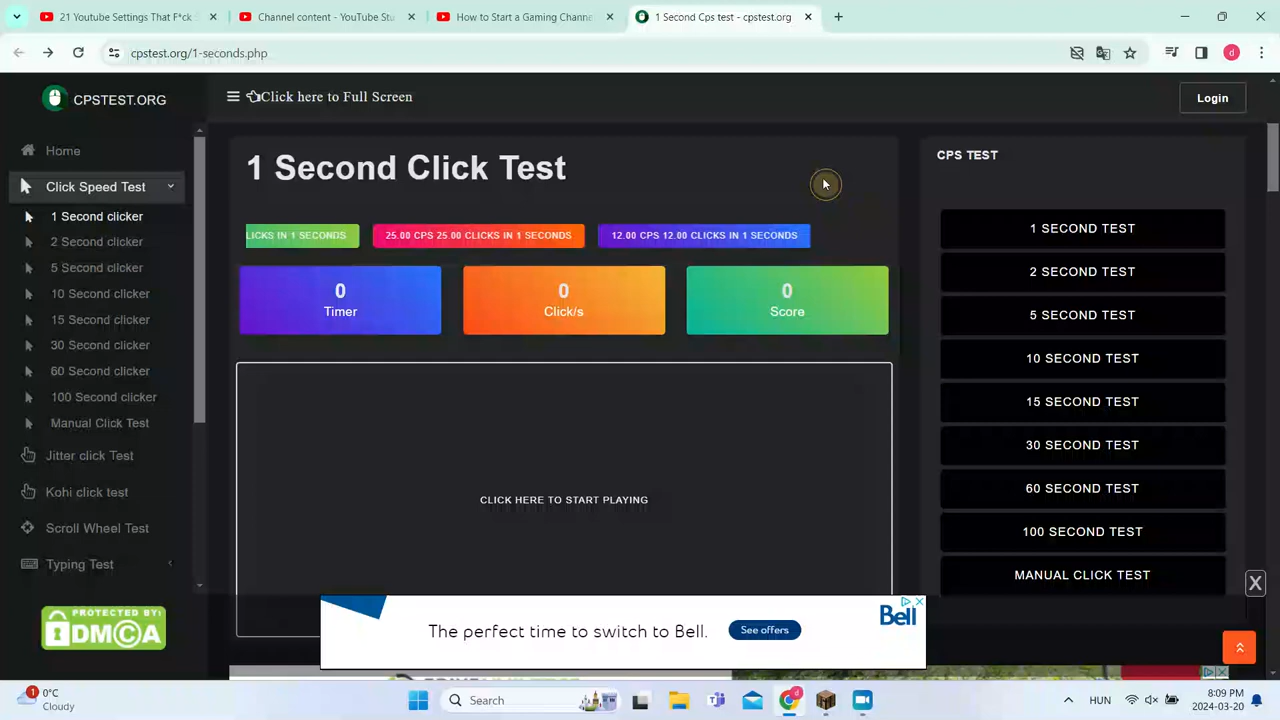 21 Youtube Settings That F*ck
Channel content - YouTube Stu
How to Start a Gaming Channe
1 Second Cps test - cpstest.org
cpstest.org/1-seconds.php
d
CPSTEST.ORG
Click here to Full Screen
Login
Home
Click Speed Test
1 Second clicker
2 Second clicker
5 Second clicker
10 Second clicker
15 Second clicker
30 Second clicker
60 Second clicker
100 Second clicker
Manual Click Test
Jitter click Test
Kohi click test
Scroll Wheel Test
Typing Test
PROTECTED BY:
DMCA
1 Second Click Test
LICKS IN 1 SECONDS
25.00 CPS 25.00 CLICKS IN 1 SECONDS
12.00 CPS 12.00 CLICKS IN 1 SECONDS
0
Timer
0
Click/s
0
Score
CLICK HERE TO START PLAYING
CPS TEST
1 SECOND TEST
2 SECOND TEST
5 SECOND TEST
10 SECOND TEST
15 SECOND TEST
30 SECOND TEST
60 SECOND TEST
100 SECOND TEST
MANUAL CLICK TEST
X
The perfect time to switch to Bell.
See offers
Bell
1
0°C
Cloudy
Search
HUN
8:09 PM
2024-03-20